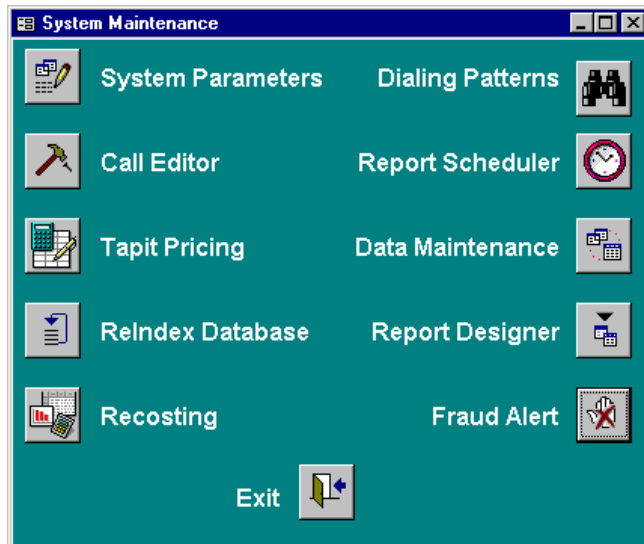 System Maintenance
System Parameters
Dialing Patterns
Call Editor
Report Scheduler
Tapit Pricing
Data Maintenance
ReIndex Database
Report Designer
Recosting
Fraud Alert
Exit